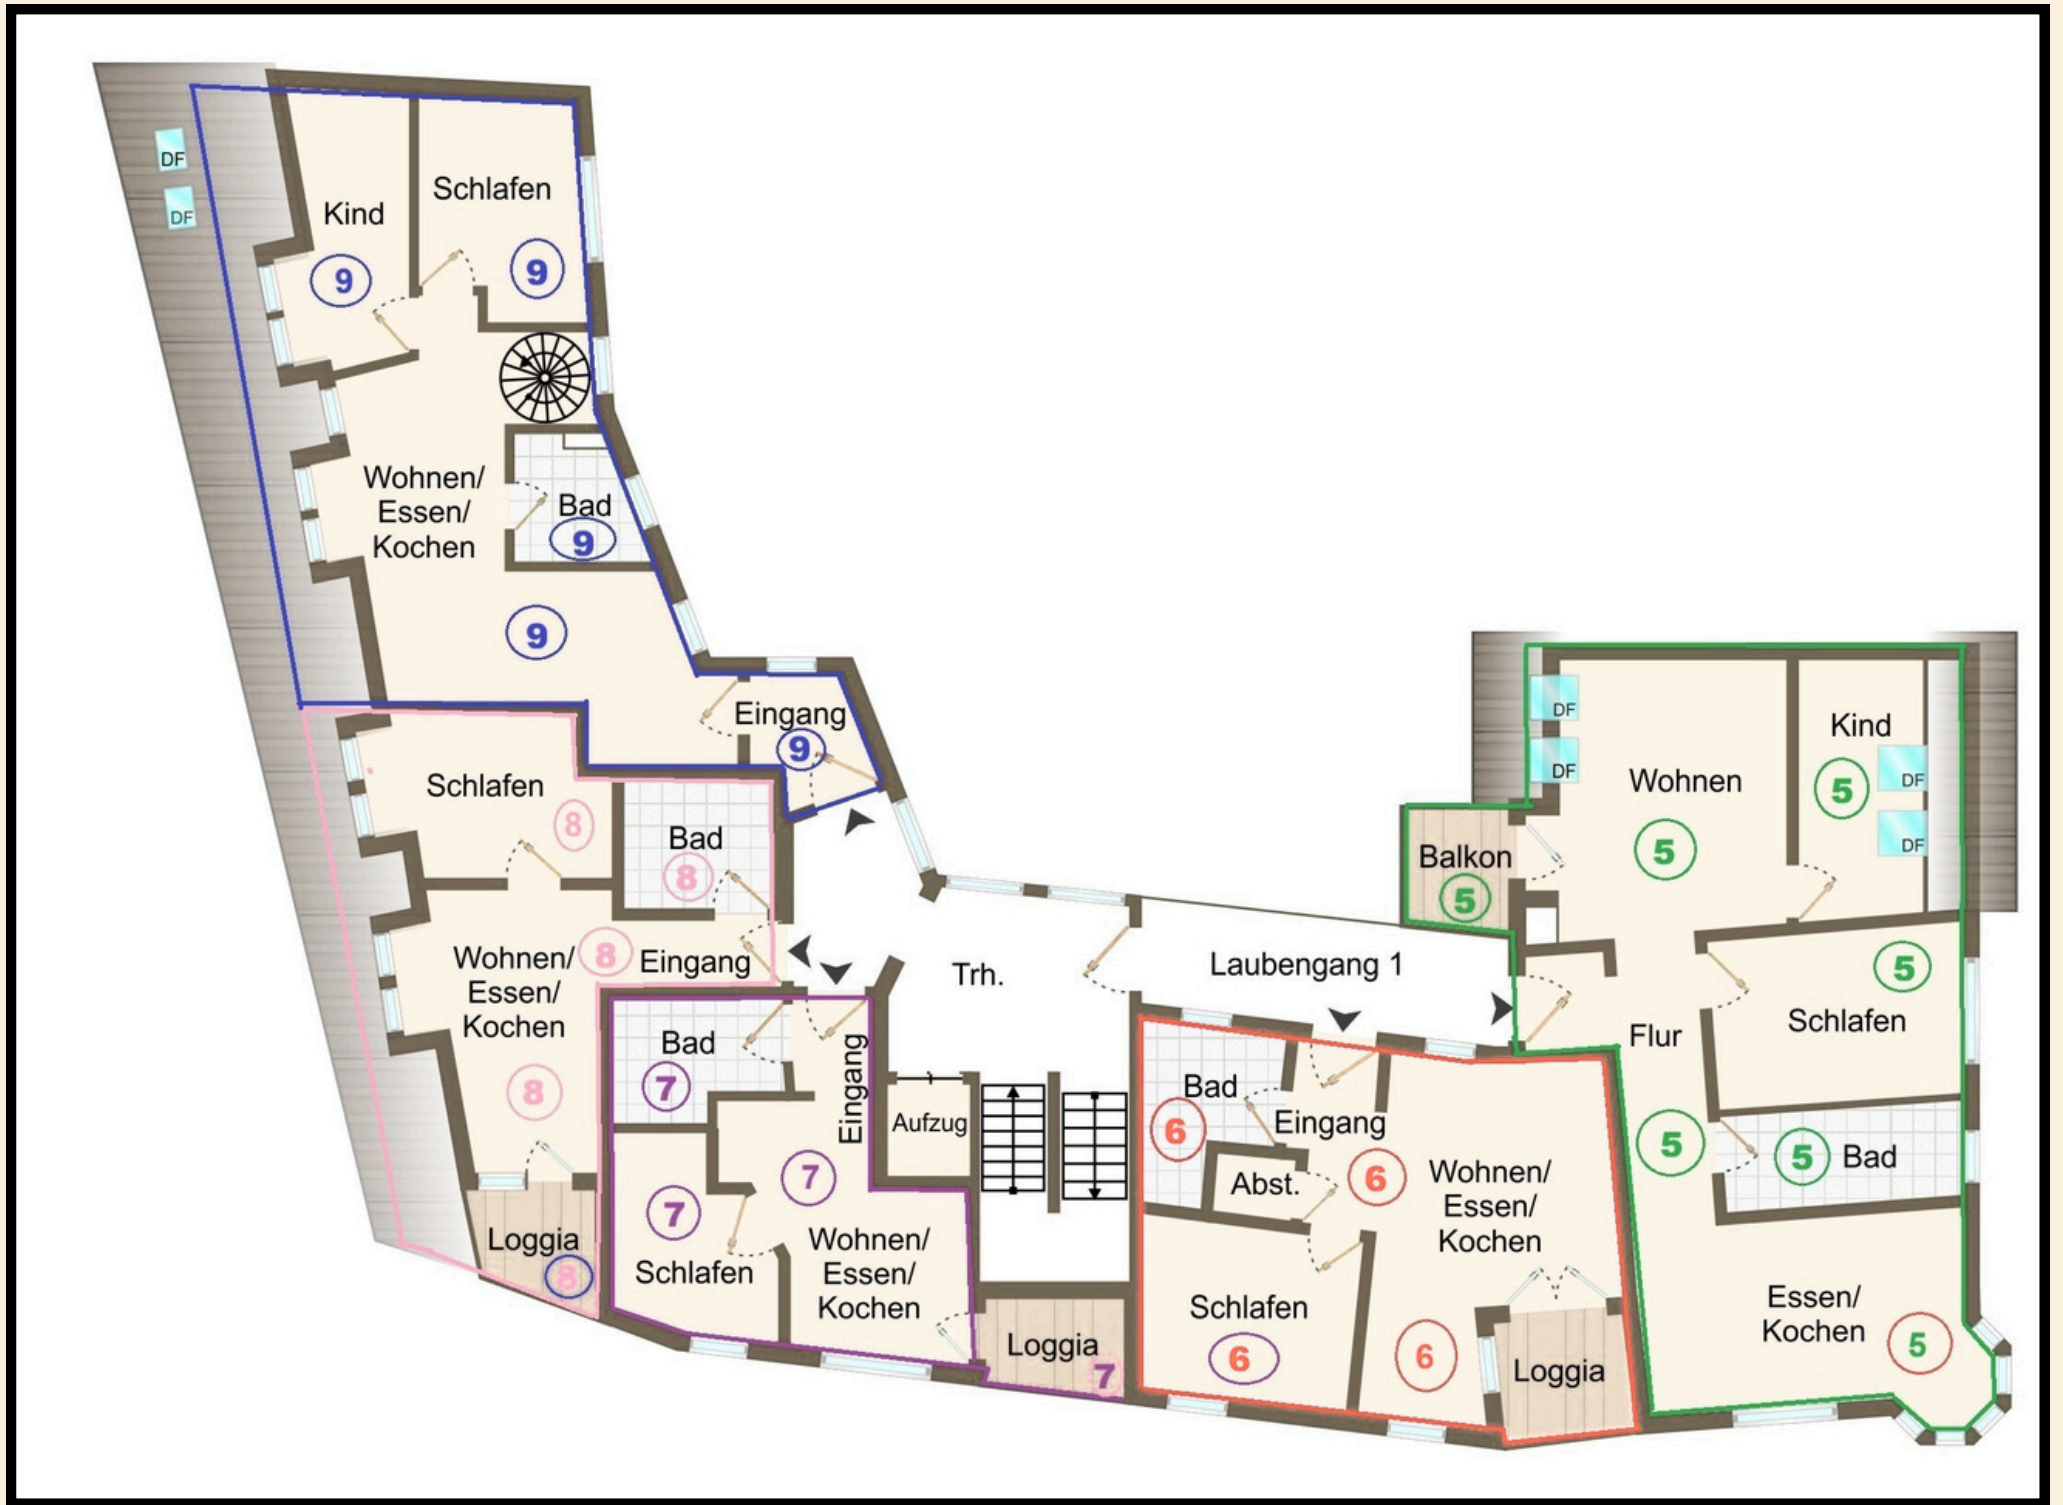 DF
DF
Kind
9
Schlafen
9
Wohnen/
Essen/
Kochen
Bad
9
9
Eingang
9
Schlafen
8
Bad
8
Wohnen/
Essen/
Kochen
8
Eingang
8
Loggia
8
Bad
7
Eingang
7
Schlafen
7
Wohnen/
Essen/
Kochen
Loggia
7
Aufzug
Trh.
Laubengang 1
Bad
6
Eingang
Abst.
6
Wohnen/
Essen/
Kochen
Schlafen
6
6
Loggia
DF
DF
Wohnen
5
Kind
5
DF
DF
Balkon
5
5
Schlafen
Flur
5
5
Bad
Essen/
Kochen
5